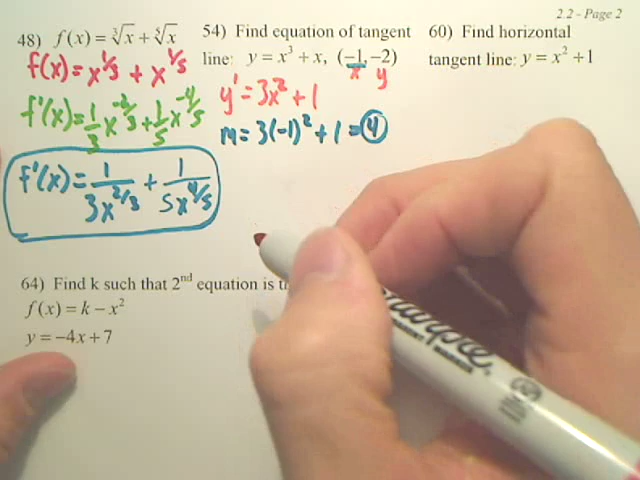 2.2 - Page 2
48) f(x) = ∛x + ⁵√x
f(x) = x^1/3 + x^1/5
f'(x) = 1/3 x^-2/3 + 1/5 x^-4/5
f'(x) = 1/3x^2/3 + 1/5x^4/5
54) Find equation of tangent
line: y = x³ + x, (−1, −2)
x y
y' = 3x² + 1
m = 3(-1)² + 1 = 4
60) Find horizontal
tangent line: y = x² + 1
64) Find k such that 2nd equation is
f(x) = k − x²
y = −4x + 7
Sharpie